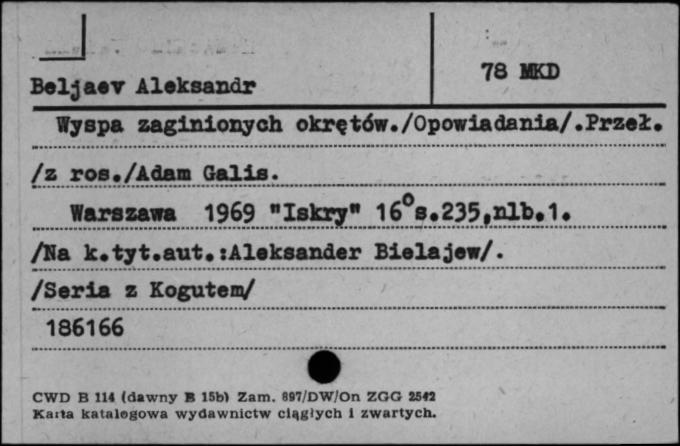 Beljaev Aleksandr
78 MKD
Wyspa zaginionych okrętów./Opowiadania/.Przeł.
/z ros./Adam Galis.
Warszawa 1969 "Iskry" 16°s.235,nlb.1.
/Na k.tyt.aut.:Aleksander Bielajew/.
/Seria z Kogutem/
186166
CWD B 114 (dawny B 15b) Zam. 897/DW/On ZGG 2542
Karta katalogowa wydawnictw ciągłych i zwartych.